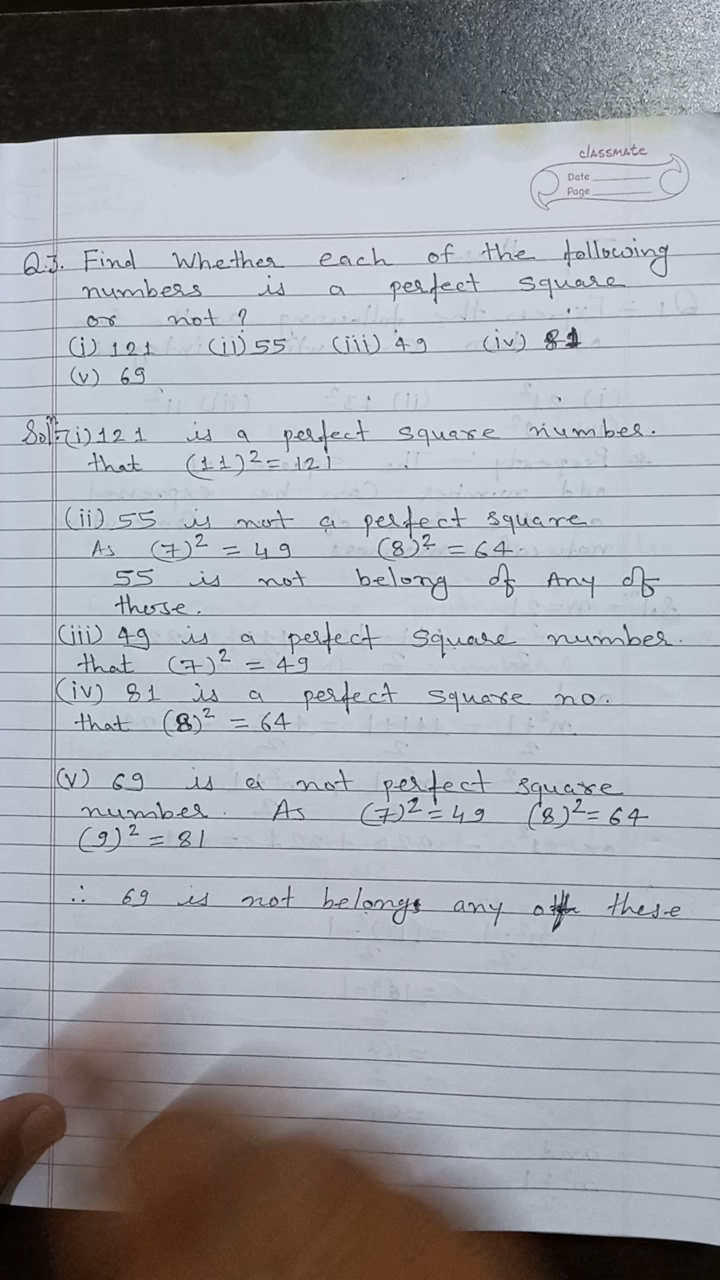 classmate
Date
Page
Q.3. Find Whether each of the following
numbers is a perfect square
or not?
(i) 121 (ii) 55 (iii) 49 (iv) 81
(v) 69
Solⁿ:- (i) 121 is a perfect square number.
that (11)² = 121
(ii) 55 is not a perfect square
As (7)² = 49 (8)² = 64
55 is not belong of Any of
those.
(iii) 49 is a perfect square number.
that (7)² = 49
(iv) 81 is a perfect square no.
that (8)² = 64
(v) 69 is a not perfect square
number. As (7)² = 49 (8)² = 64
(9)² = 81
∴ 69 is not belongs any of these